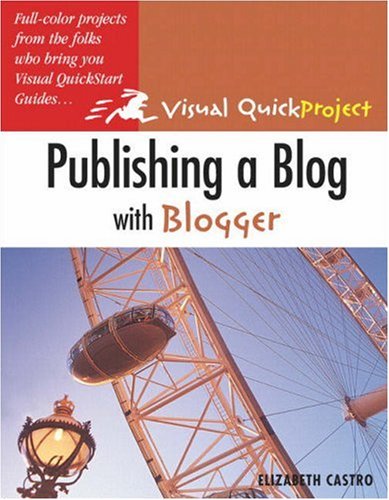 Full-color projects
from the folks
who bring you
Visual QuickStart
Guides...
Visual QuickProject
Publishing a Blog
with Blogger
ELIZABETH CASTRO